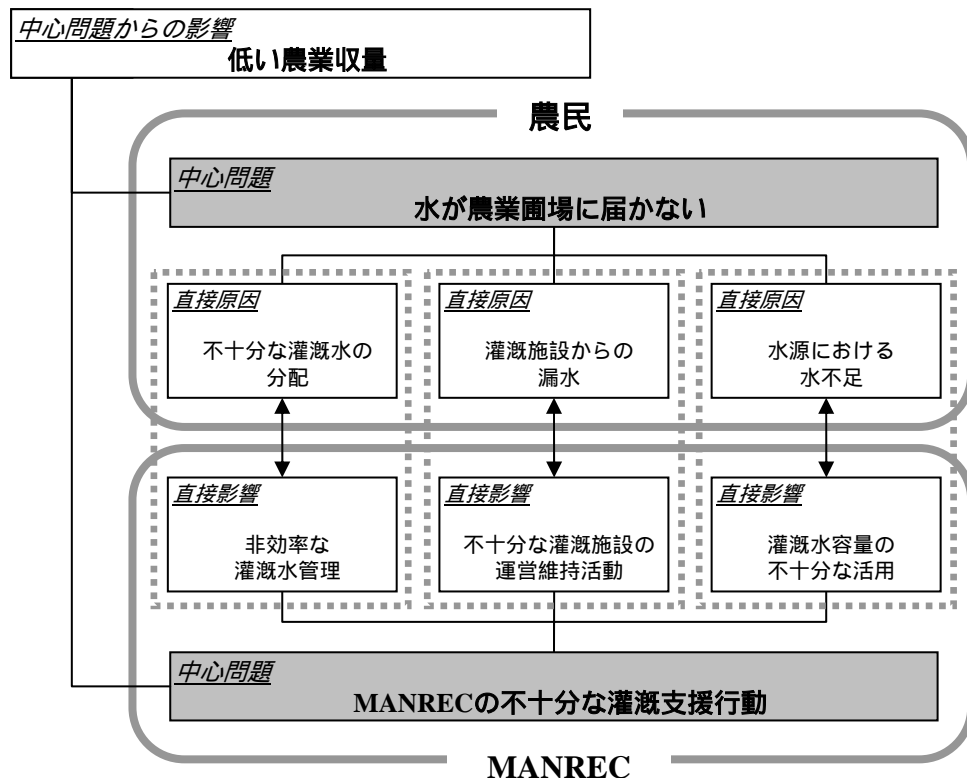 中心問題からの影響
低い農業収量
農民
中心問題
水が農業圃場に届かない
直接原因
不十分な灌漑水の
分配
直接原因
灌漑施設からの
漏水
直接原因
水源における
水不足
直接影響
非効率な
灌漑水管理
直接影響
不十分な灌漑施設の
運営維持活動
直接影響
灌漑水容量の
不十分な活用
中心問題
MANRECの不十分な灌漑支援行動
MANREC